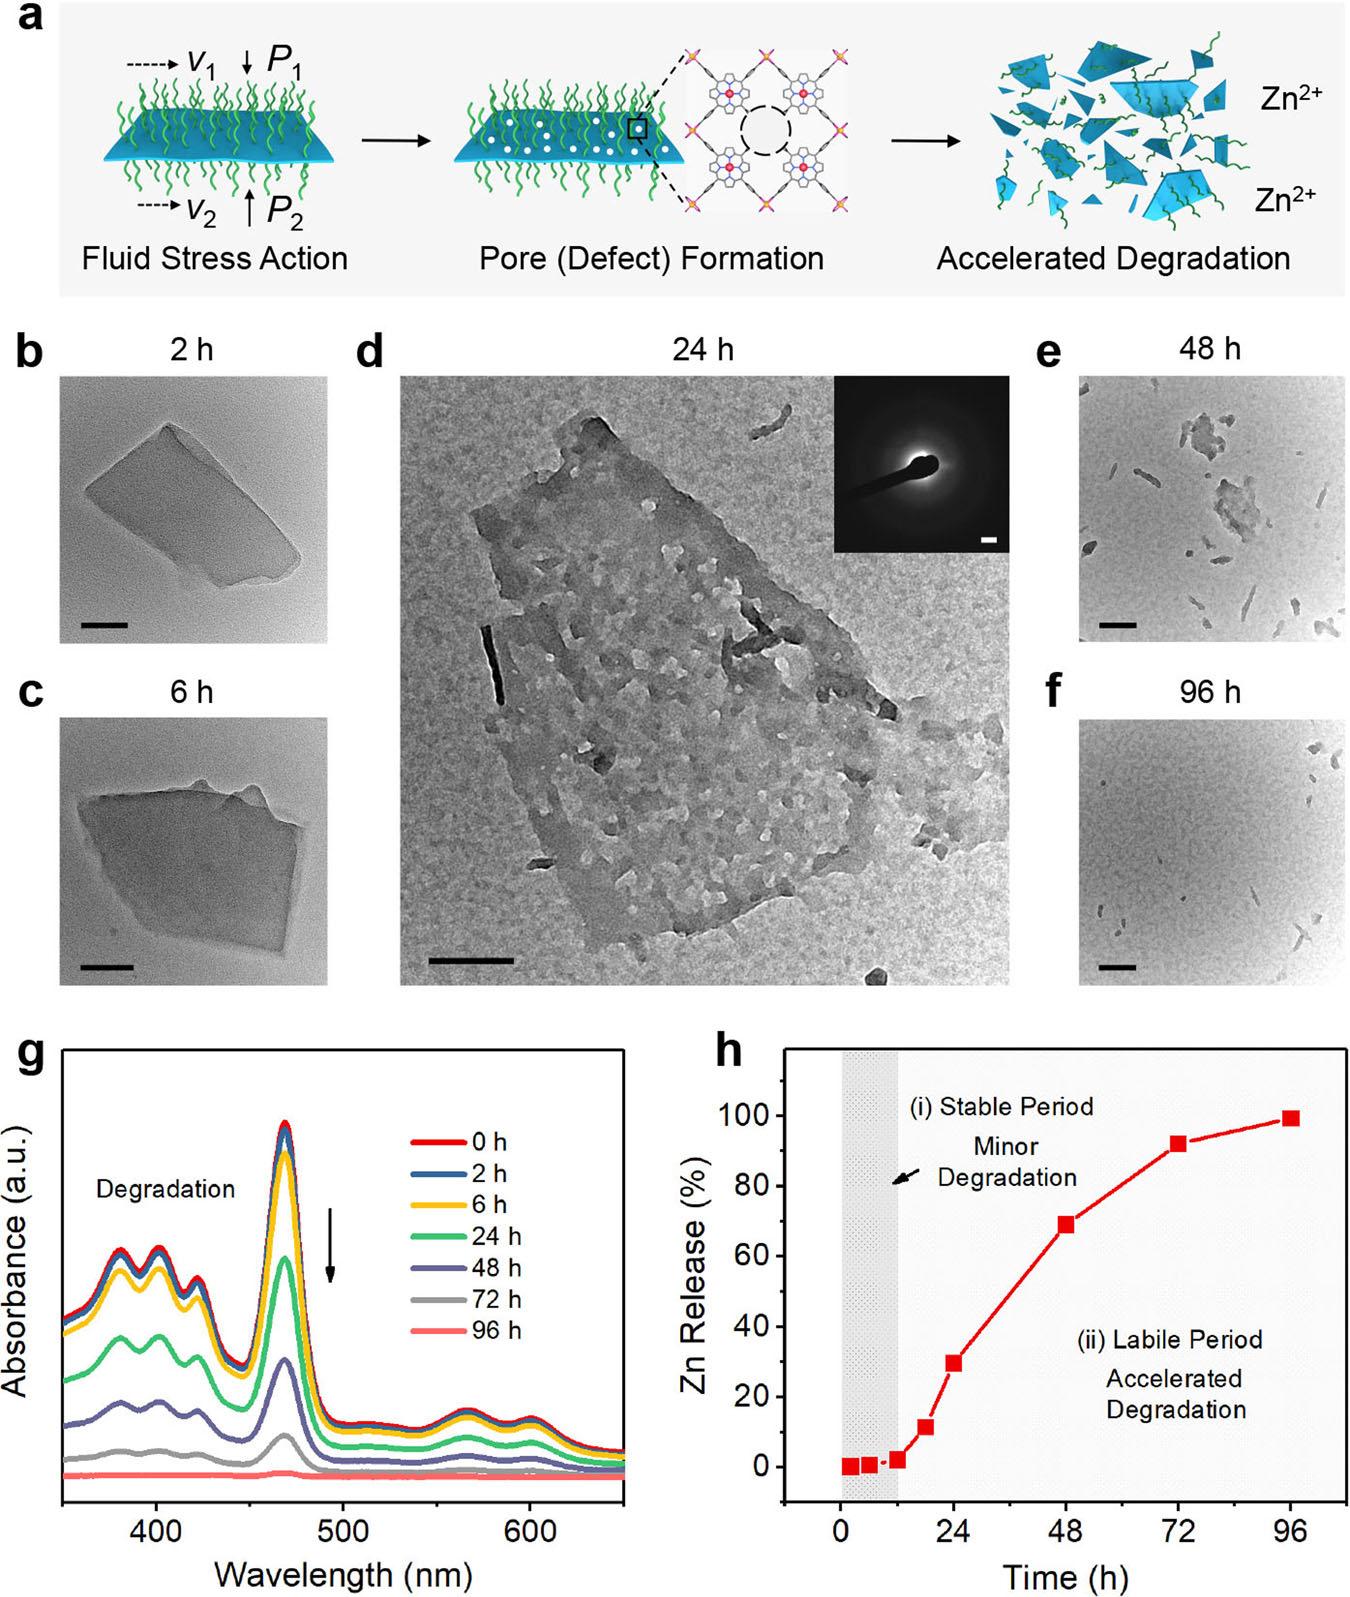 a
v1 P1
v2 P2
Fluid Stress Action
Pore (Defect) Formation
Zn2+
Zn2+
Accelerated Degradation
b
2 h
c
6 h
d
24 h
e
48 h
f
96 h
g
Absorbance (a.u.)
Degradation
0 h
2 h
6 h
24 h
48 h
72 h
96 h
400
500
600
Wavelength (nm)
h
Zn Release (%)
100
80
60
40
20
0
(i) Stable Period
Minor
Degradation
(ii) Labile Period
Accelerated
Degradation
0
24
48
72
96
Time (h)